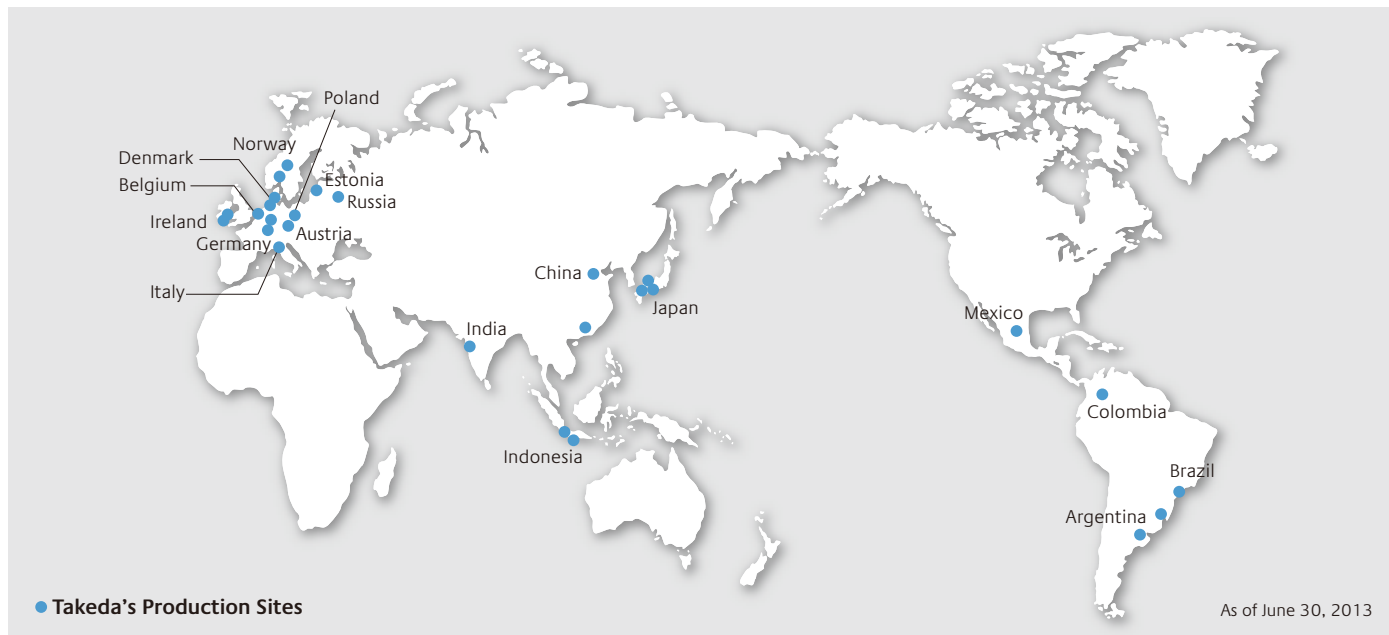 Poland
Norway
Denmark
Estonia
Belgium
Russia
Ireland
Austria
Germany
China
Italy
Japan
Mexico
India
Colombia
Indonesia
Brazil
Argentina
Takeda’s Production Sites
As of June 30, 2013